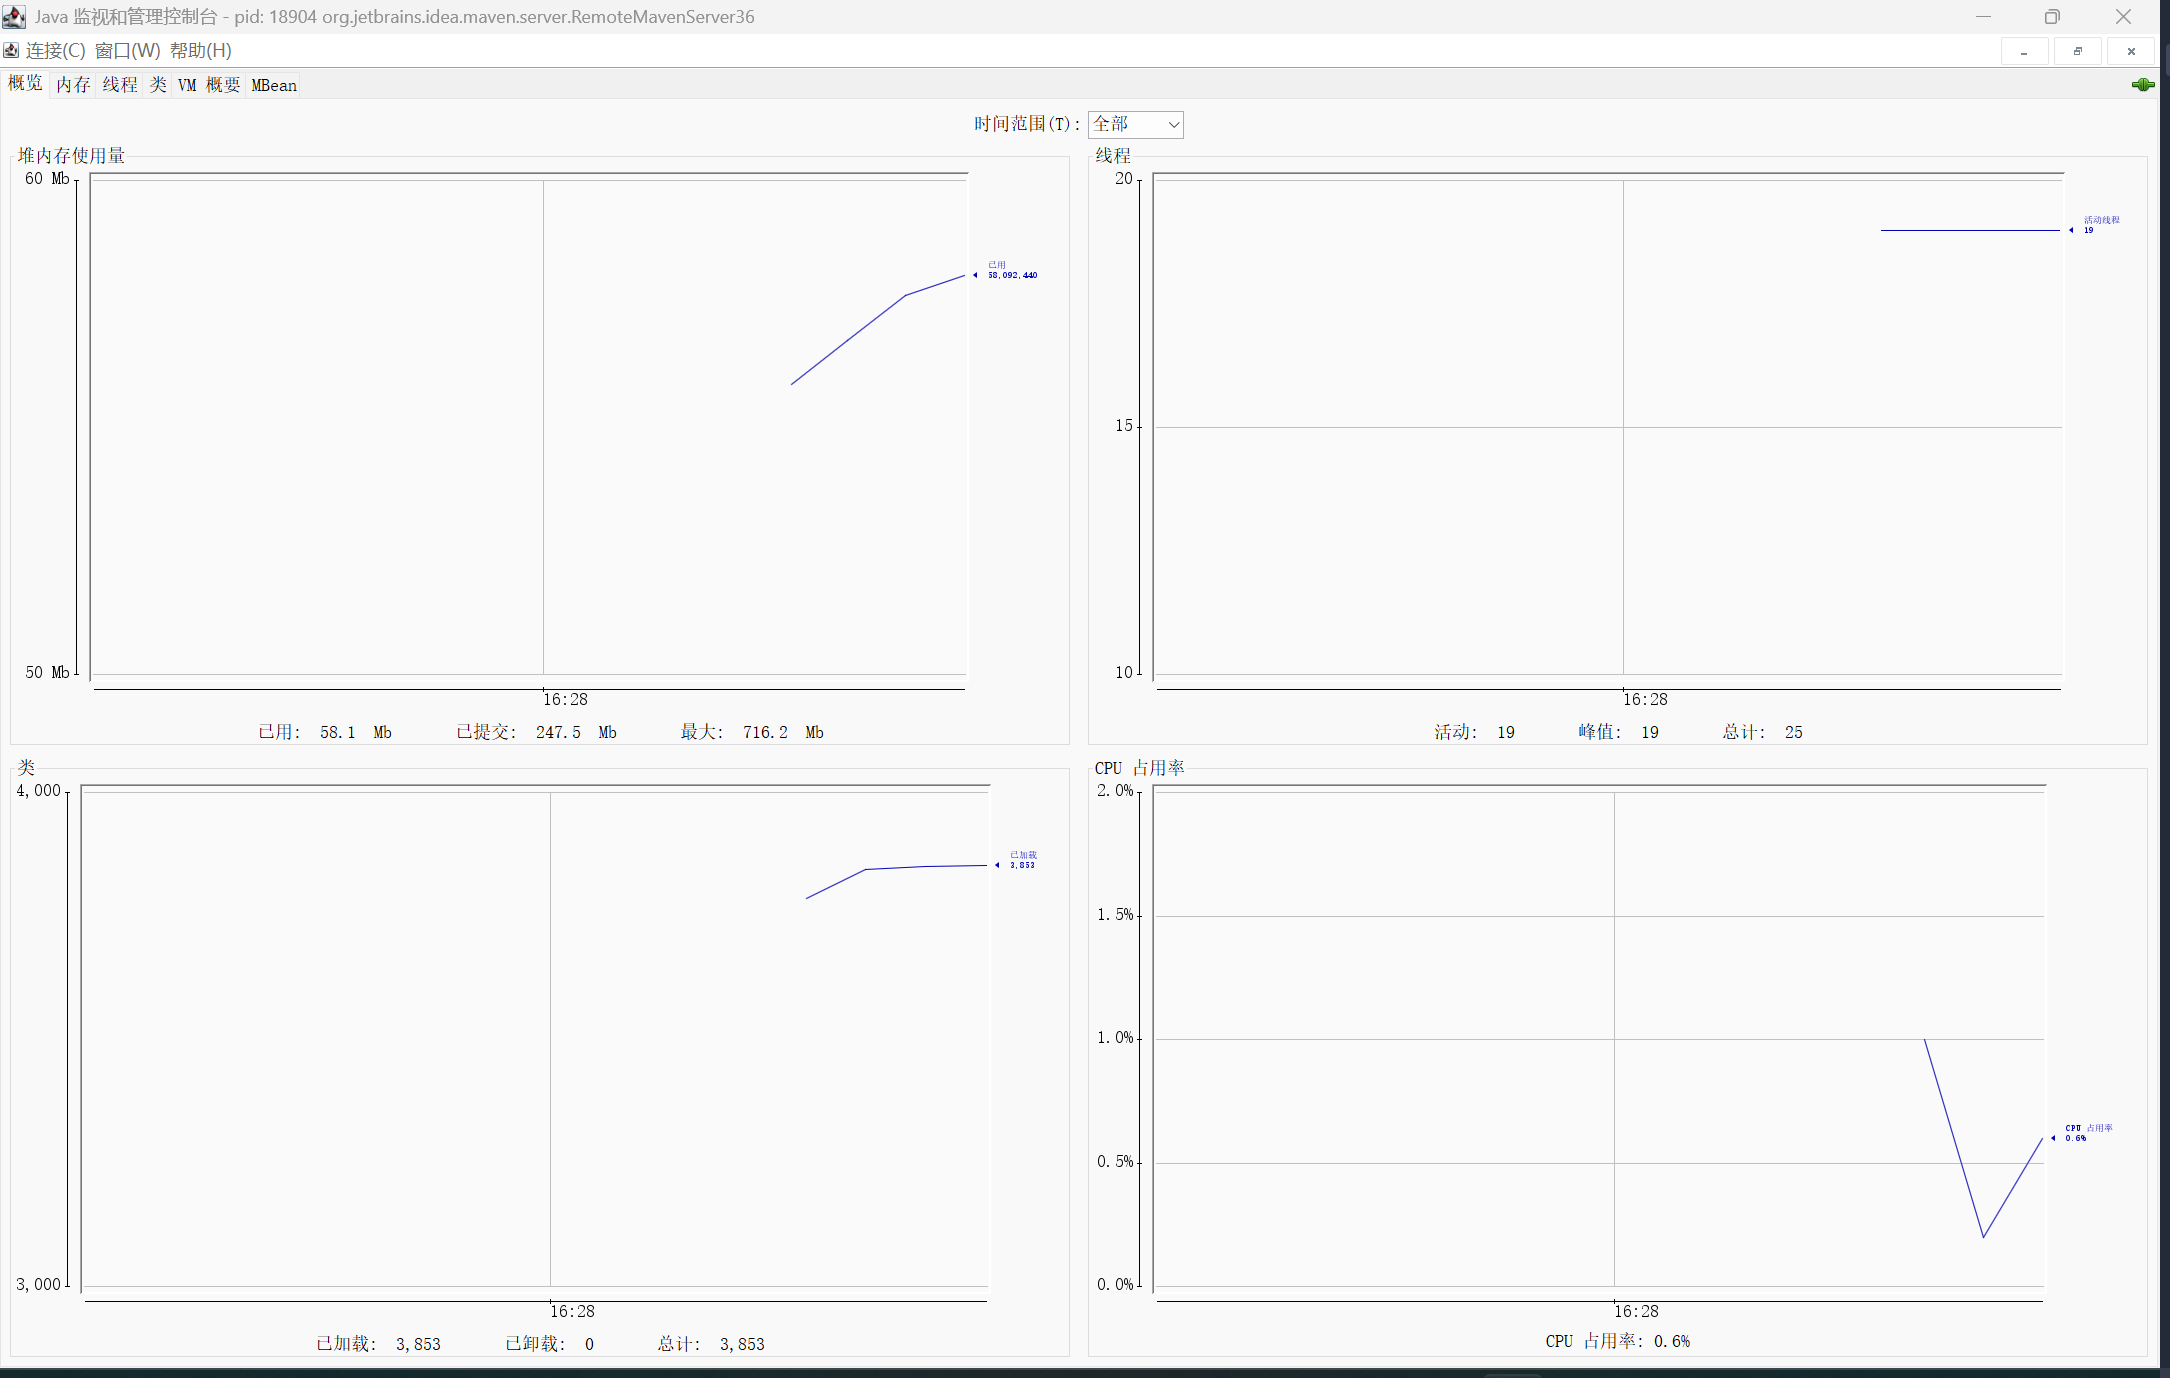 Java 监视和管理控制台 - pid: 18904 org.jetbrains.idea.maven.server.RemoteMavenServer36
连接(C) 窗口(W) 帮助(H)
概览 内存 线程 类 VM 概要 MBean
时间范围(T): 全部
堆内存使用量
60 Mb
已用
58,092,440
50 Mb
16:28
已用: 58.1 Mb 已提交: 247.5 Mb 最大: 716.2 Mb
线程
20
活动线程
19
15
10
16:28
活动: 19 峰值: 19 总计: 25
类
4,000
已加载
3,853
3,000
16:28
已加载: 3,853 已卸载: 0 总计: 3,853
CPU 占用率
2.0%
1.5%
1.0%
CPU 占用率
0.6%
0.5%
0.0%
16:28
CPU 占用率: 0.6%